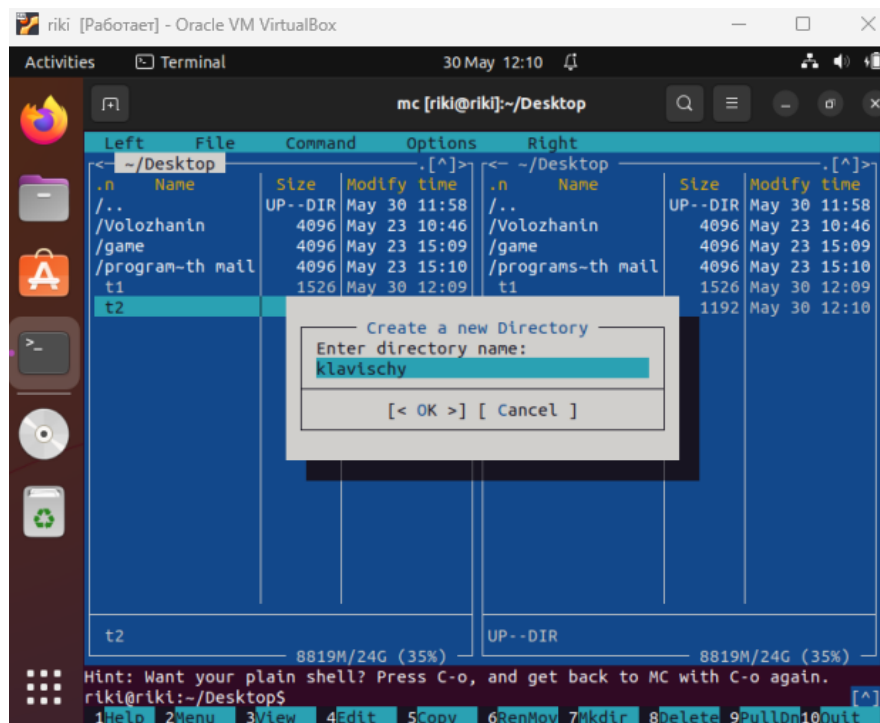 riki [Работает] - Oracle VM VirtualBox
Activities Terminal 30 May 12:10
mc [riki@riki]:~/Desktop
Left File Command Options Right
<─ ~/Desktop ─.[^]>
.n Name Size Modify time
/.. UP--DIR May 30 11:58
/Volozhanin 4096 May 23 10:46
/game 4096 May 23 15:09
/program~th mail 4096 May 23 15:10
t1 1526 May 30 12:09
t2
t2
8819M/24G (35%)
<─ ~/Desktop ─.[^]>
.n Name Size Modify time
/.. UP--DIR May 30 11:58
/Volozhanin 4096 May 23 10:46
/game 4096 May 23 15:09
/programs~th mail 4096 May 23 15:10
t1 1526 May 30 12:09
1192 May 30 12:10
UP--DIR
8819M/24G (35%)
Create a new Directory
Enter directory name:
klavischy
[< OK >] [ Cancel ]
Hint: Want your plain shell? Press C-o, and get back to MC with C-o again.
riki@riki:~/Desktop$ [^]
1Help 2Menu 3View 4Edit 5Copy 6RenMov 7Mkdir 8Delete 9PullDn 10Quit